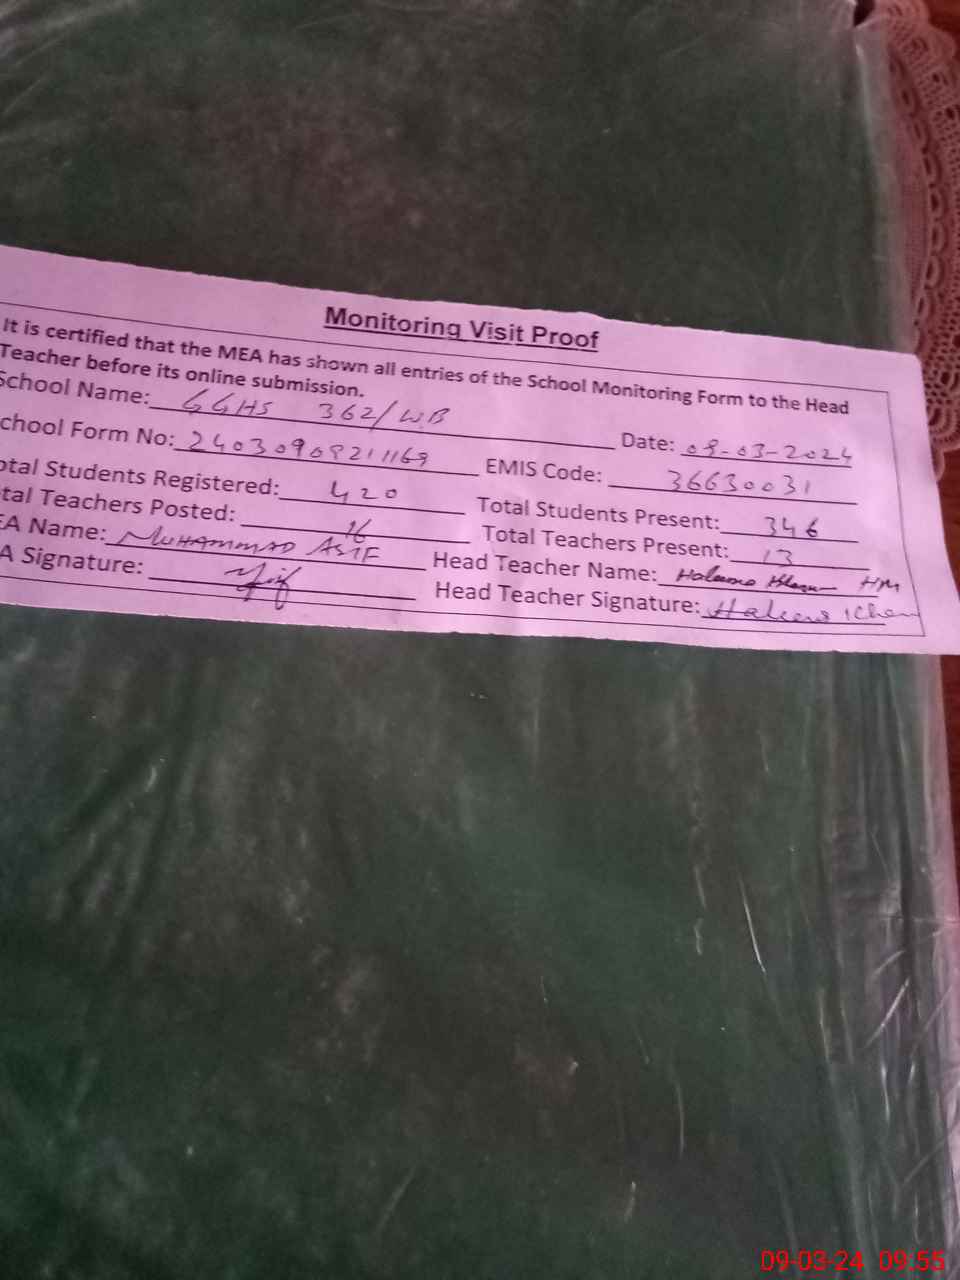 Monitoring Visit Proof
It is certified that the MEA has shown all entries of the School Monitoring Form to the Head
Teacher before its online submission.
School Name: GGHS 362/WB Date: 09-03-2024
chool Form No: 24030908211169 EMIS Code: 36630031
otal Students Registered: 420 Total Students Present: 346
tal Teachers Posted: 16 Total Teachers Present: 13
EA Name: MUHAMMAD ASIF Head Teacher Name: HM
A Signature: Head Teacher Signature:
09-03-24 09.55